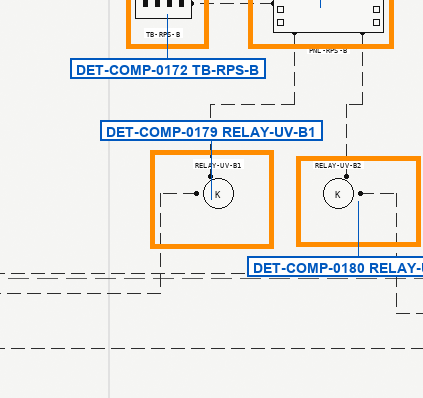 TB-RPS-B
PNL-RPS-B
DET-COMP-0172 TB-RPS-B
DET-COMP-0179 RELAY-UV-B1
RELAY-UV-B1
RELAY-UV-B2
K
K
DET-COMP-0180 RELAY-